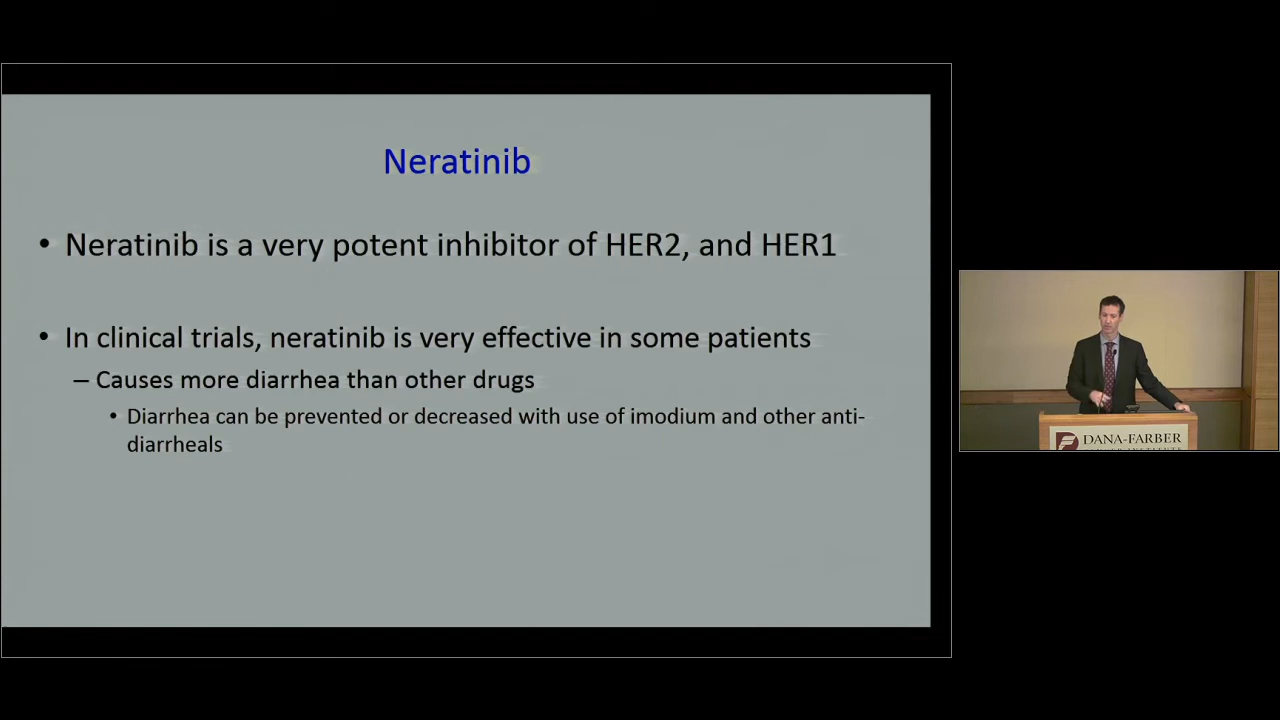 Neratinib
• Neratinib is a very potent inhibitor of HER2, and HER1
• In clinical trials, neratinib is very effective in some patients
– Causes more diarrhea than other drugs
• Diarrhea can be prevented or decreased with use of imodium and other anti-
diarrheals
DANA-FARBER